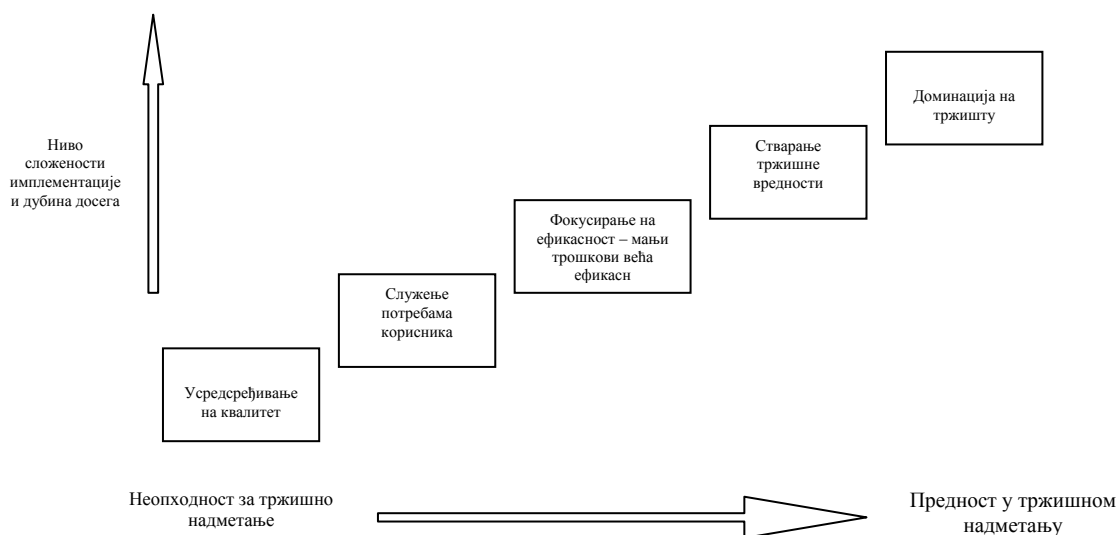 Доминација на
тржишту
Стварање
тржишне
вредности
Ниво
сложености
имплементације
и дубина досега
Фокусирање на
ефикасност – мањи
трошкови већа
ефикасн
Служење
потребама
корисника
Усредсређивање
на квалитет
Неопходност за тржишно
надметање
Предност у тржишном
надметању